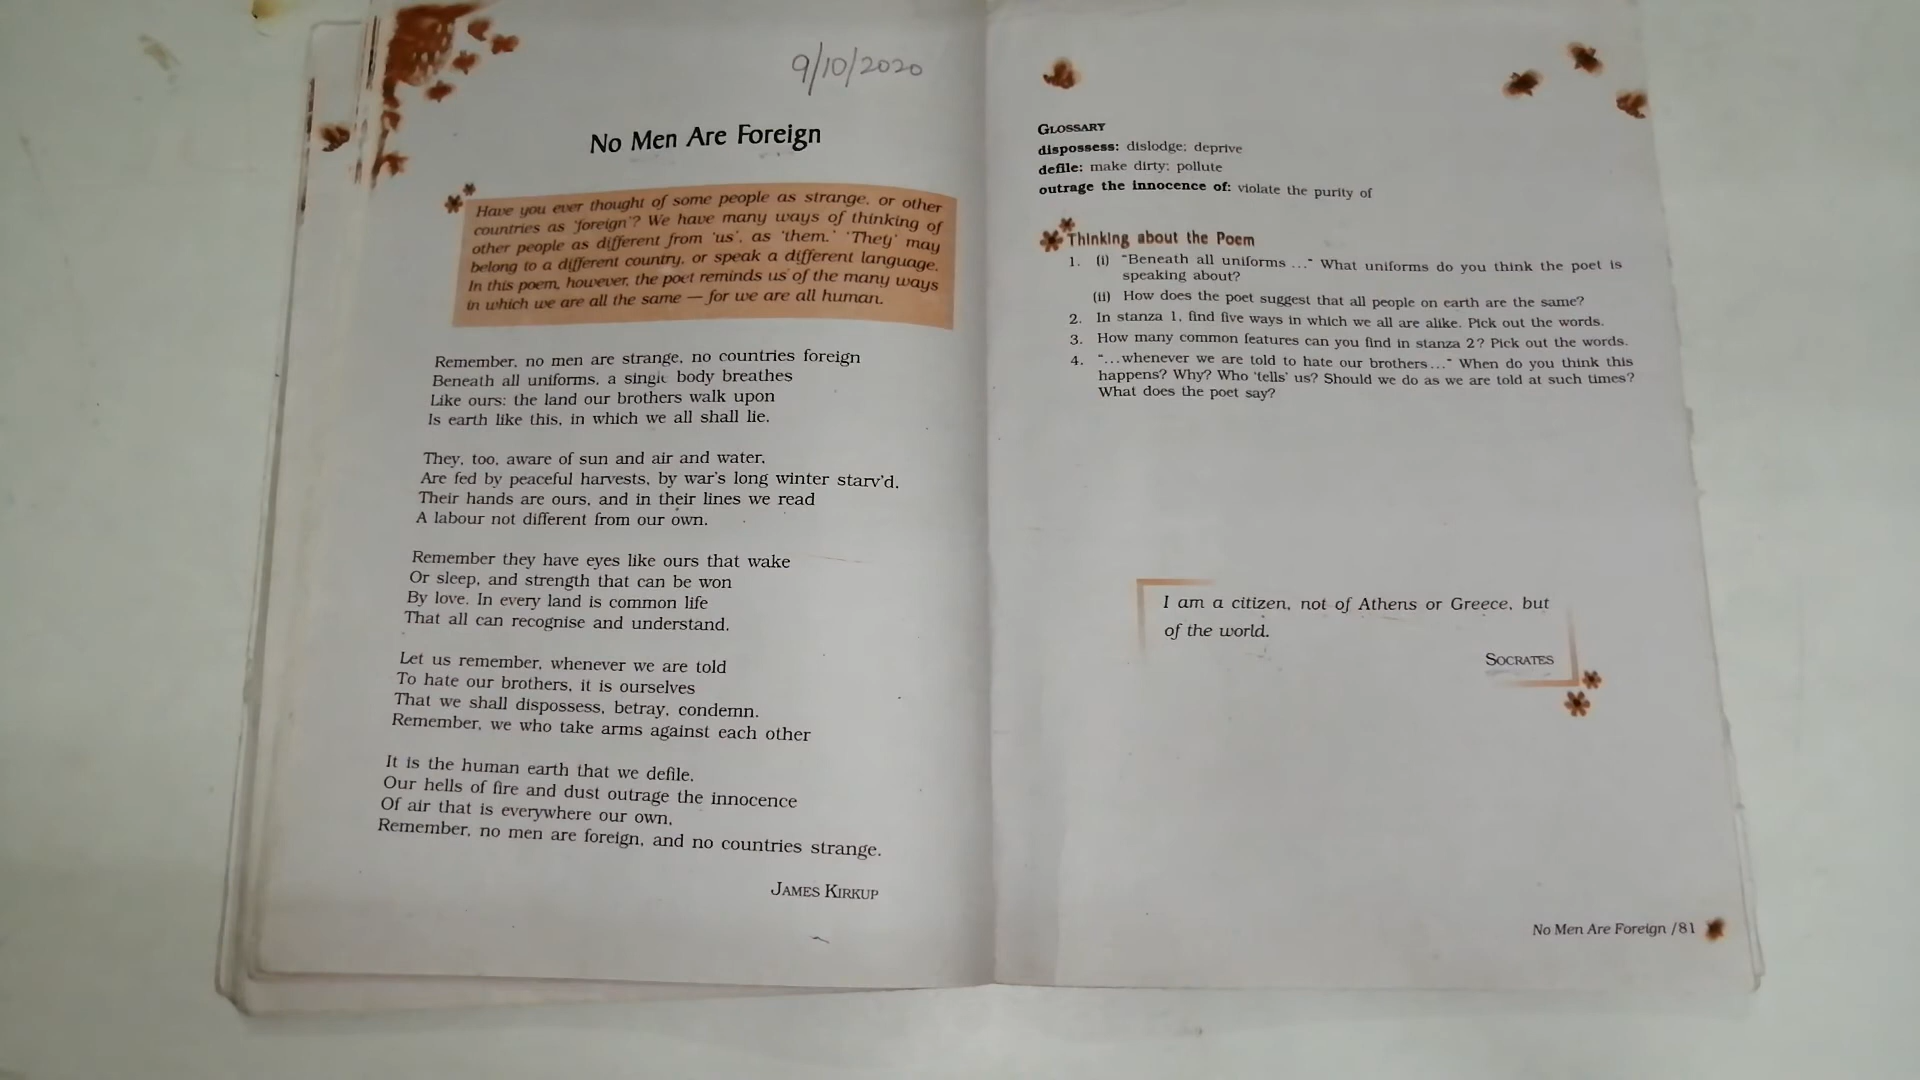 9/10/2020
No Men Are Foreign
Have you ever thought of some people as strange, or other
countries as 'foreign'? We have many ways of thinking of
other people as different from 'us', as 'them.' 'They' may
belong to a different country, or speak a different language.
In this poem, however, the poet reminds us of the many ways
in which we are all the same — for we are all human.
Remember, no men are strange, no countries foreign
Beneath all uniforms, a single body breathes
Like ours: the land our brothers walk upon
Is earth like this, in which we all shall lie.
They, too, aware of sun and air and water,
Are fed by peaceful harvests, by war's long winter starv'd.
Their hands are ours, and in their lines we read
A labour not different from our own.
Remember they have eyes like ours that wake
Or sleep, and strength that can be won
By love. In every land is common life
That all can recognise and understand.
Let us remember, whenever we are told
To hate our brothers, it is ourselves
That we shall dispossess, betray, condemn.
Remember, we who take arms against each other
It is the human earth that we defile.
Our hells of fire and dust outrage the innocence
Of air that is everywhere our own,
Remember, no men are foreign, and no countries strange.
JAMES KIRKUP
GLOSSARY
dispossess: dislodge; deprive
defile: make dirty; pollute
outrage the innocence of: violate the purity of
Thinking about the Poem
1. (i) "Beneath all uniforms ..." What uniforms do you think the poet is
speaking about?
(ii) How does the poet suggest that all people on earth are the same?
2. In stanza 1, find five ways in which we all are alike. Pick out the words.
3. How many common features can you find in stanza 2? Pick out the words.
4. "...whenever we are told to hate our brothers..." When do you think this
happens? Why? Who 'tells' us? Should we do as we are told at such times?
What does the poet say?
I am a citizen, not of Athens or Greece, but
of the world.
SOCRATES
No Men Are Foreign /81